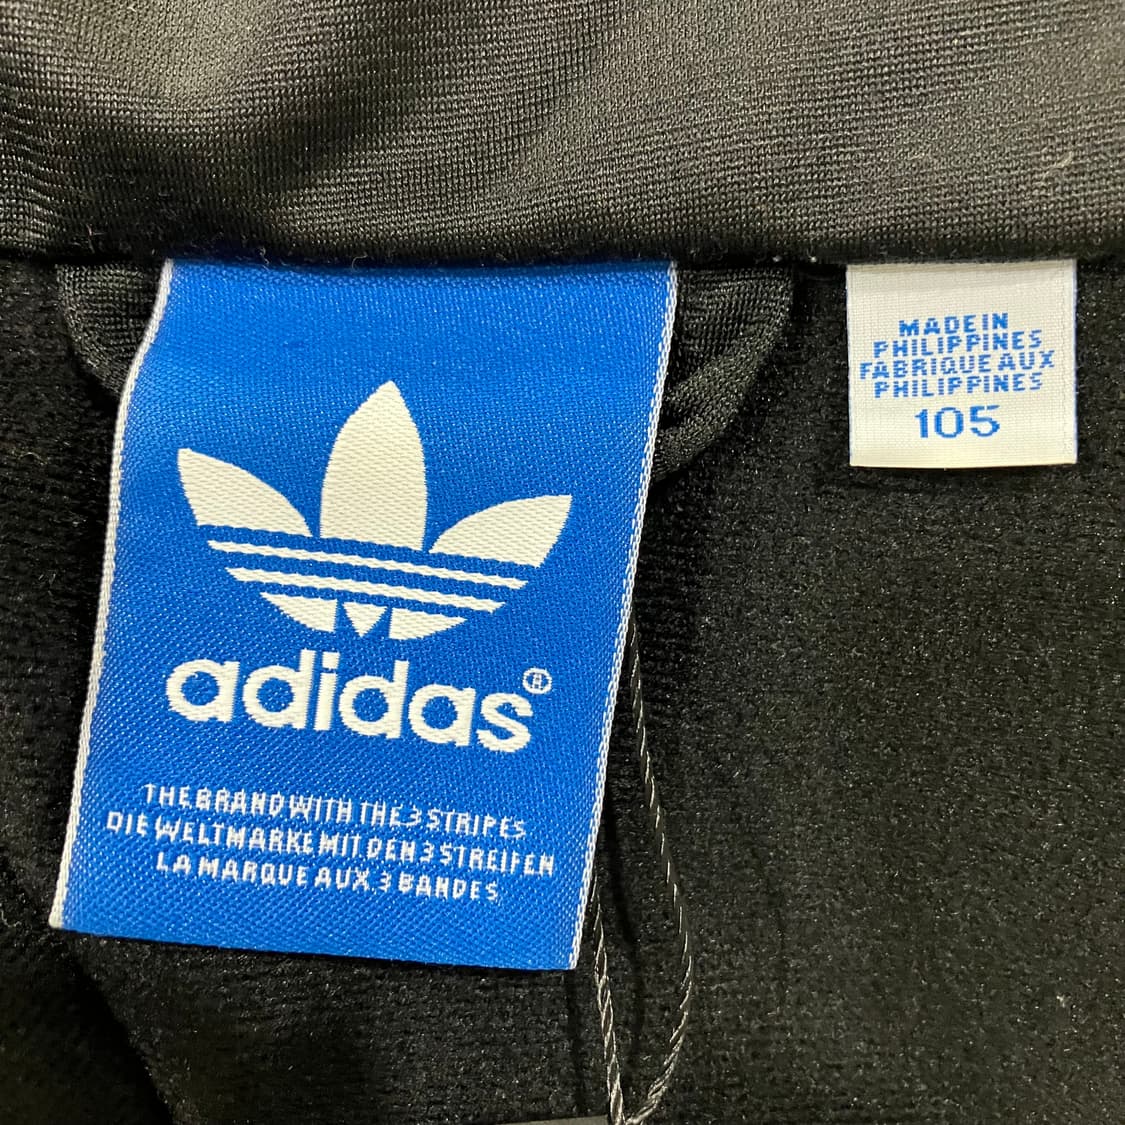 adidas®
THE BRAND WITH THE 3 STRIPES
DIE WELTMARKE MIT DEN 3 STREIFEN
LA MARQUE AUX 3 BANDES
MADE IN
PHILIPPINES
FABRIQUE AUX
PHILIPPINES
105